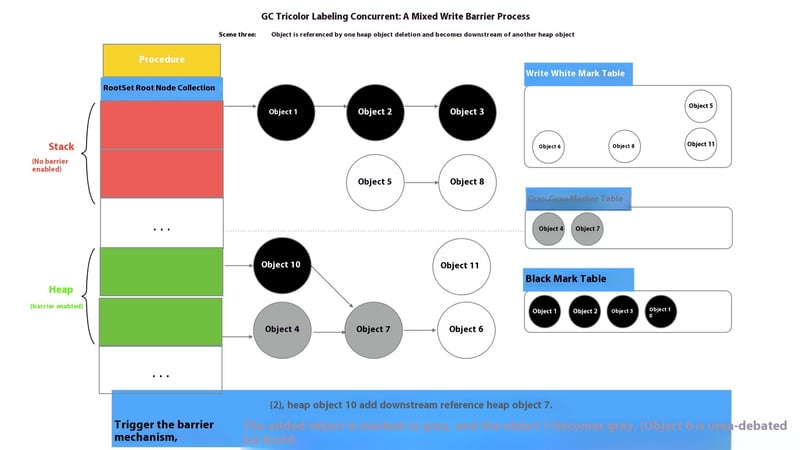 GC Tricolor Labeling Concurrent: A Mixed Write Barrier Process
Scene three: Object is referenced by one heap object deletion and becomes downstream of another heap object
Procedure
RootSet Root Node Collection
Stack
(No barrier
enabled)
...
Heap
(barrier enabled)
...
Object 1
Object 2
Object 3
Object 5
Object 8
Object 10
Object 11
Object 4
Object 7
Object 6
Write White Mark Table
Object 5
Object 6
Object 8
Object 11
Gray Gray Marker Table
Object 4
Object 7
Black Mark Table
Object 1
Object 2
Object 3
Object 1
0
(2), heap object 10 add downstream reference heap object 7.
Trigger the barrier
mechanism,
The added object is marked to gray, and the object 7 becomes gray. (Object 6 is urea-debated